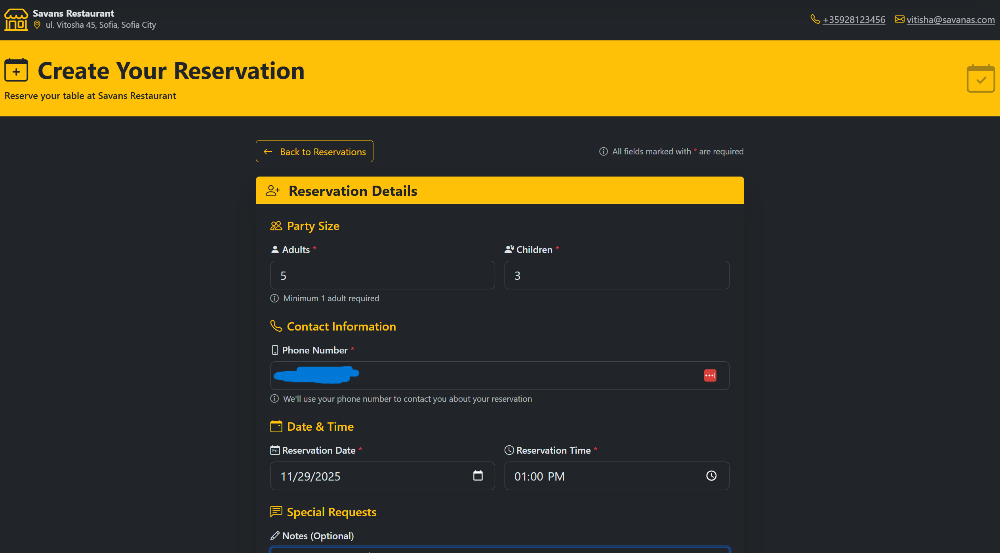 Savans Restaurant
ul. Vitosha 45, Sofia, Sofia City
+35928123456 vitisha@savanas.com
Create Your Reservation
Reserve your table at Savans Restaurant
Back to Reservations
All fields marked with * are required
Reservation Details
Party Size
Adults * Children *
5 3
Minimum 1 adult required
Contact Information
Phone Number *
We'll use your phone number to contact you about your reservation
Date & Time
Fri Reservation Date * Reservation Time *
11/29/2025 01:00 PM
Special Requests
Notes (Optional)